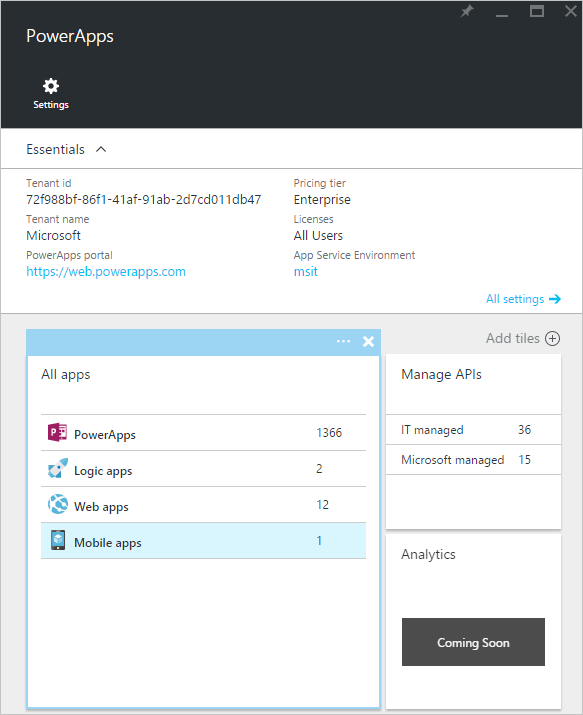 PowerApps
Settings
Essentials
Tenant id
72f988bf-86f1-41af-91ab-2d7cd011db47
Tenant name
Microsoft
PowerApps portal
https://web.powerapps.com
Pricing tier
Enterprise
Licenses
All Users
App Service Environment
msit
All settings
Add tiles
All apps
PowerApps 1366
Logic apps 2
Web apps 12
Mobile apps 1
Manage APIs
IT managed 36
Microsoft managed 15
Analytics
Coming Soon